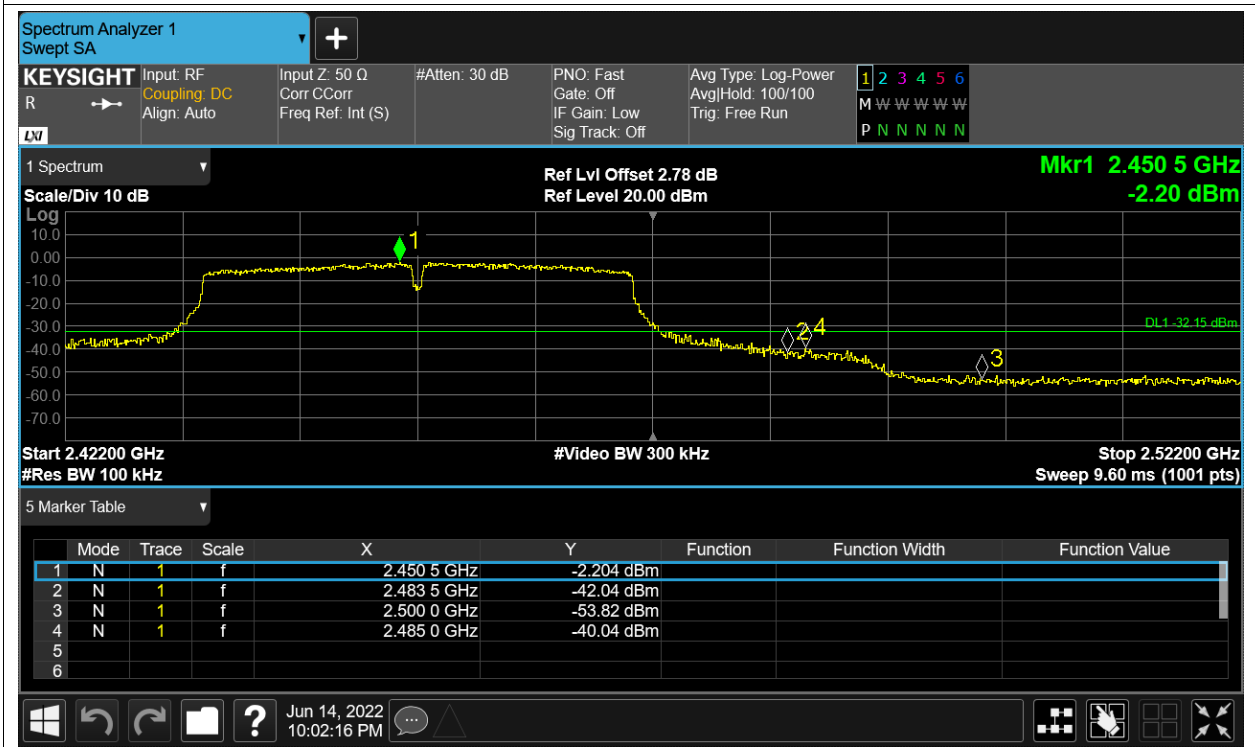 Spectrum Analyzer 1
Swept SA
KEYSIGHT
R
LXI
Input: RF
Coupling: DC
Align: Auto
Input Z: 50 Ω
Corr CCorr
Freq Ref: Int (S)
#Atten: 30 dB
PNO: Fast
Gate: Off
IF Gain: Low
Sig Track: Off
Avg Type: Log-Power
Avg|Hold: 100/100
Trig: Free Run
1 2 3 4 5 6
M W W W W W
P N N N N N
1 Spectrum
Scale/Div 10 dB
Ref Lvl Offset 2.78 dB
Ref Level 20.00 dBm
Mkr1 2.450 5 GHz
-2.20 dBm
Log
10.0
0.00
-10.0
-20.0
-30.0
-40.0
-50.0
-60.0
-70.0
1
2 4
3
DL1 -32.15 dBm
Start 2.42200 GHz
#Res BW 100 kHz
#Video BW 300 kHz
Stop 2.52200 GHz
Sweep 9.60 ms (1001 pts)
5 Marker Table
Mode Trace Scale X Y Function Function Width Function Value
1 N 1 f 2.450 5 GHz -2.204 dBm
2 N 1 f 2.483 5 GHz -42.04 dBm
3 N 1 f 2.500 0 GHz -53.82 dBm
4 N 1 f 2.485 0 GHz -40.04 dBm
5
6
?
Jun 14, 2022
10:02:16 PM